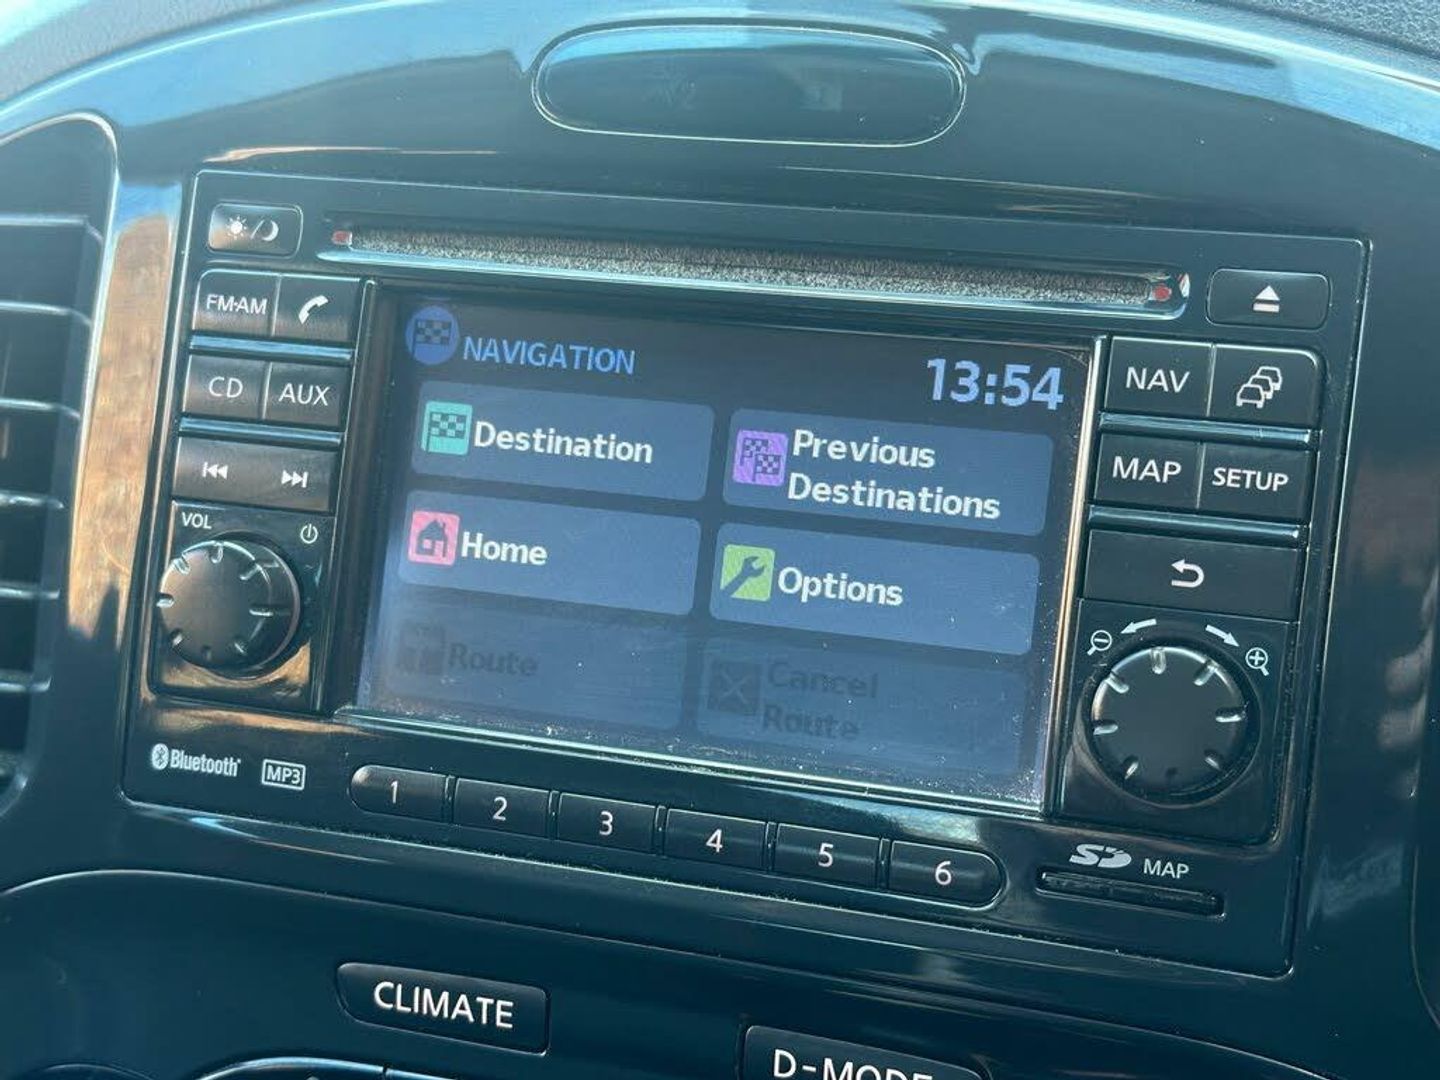 FM·AM
CD
AUX
VOL
NAVIGATION
13:54
Destination
Previous
Destinations
Home
Options
Route
Cancel
Route
NAV
MAP
SETUP
Bluetooth
MP3
1
2
3
4
5
6
SD MAP
CLIMATE
D-MODE